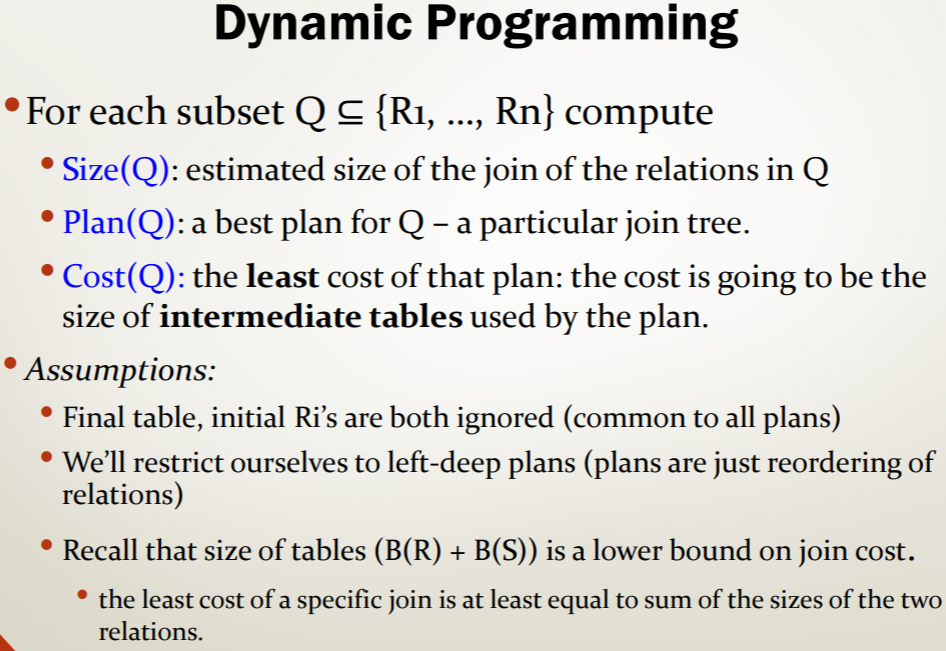 Dynamic Programming
• For each subset Q ⊆ {R1, ..., Rn} compute
• Size(Q): estimated size of the join of the relations in Q
• Plan(Q): a best plan for Q – a particular join tree.
• Cost(Q): the least cost of that plan: the cost is going to be the
size of intermediate tables used by the plan.
• Assumptions:
• Final table, initial Ri’s are both ignored (common to all plans)
• We’ll restrict ourselves to left-deep plans (plans are just reordering of
relations)
• Recall that size of tables (B(R) + B(S)) is a lower bound on join cost.
• the least cost of a specific join is at least equal to sum of the sizes of the two
relations.